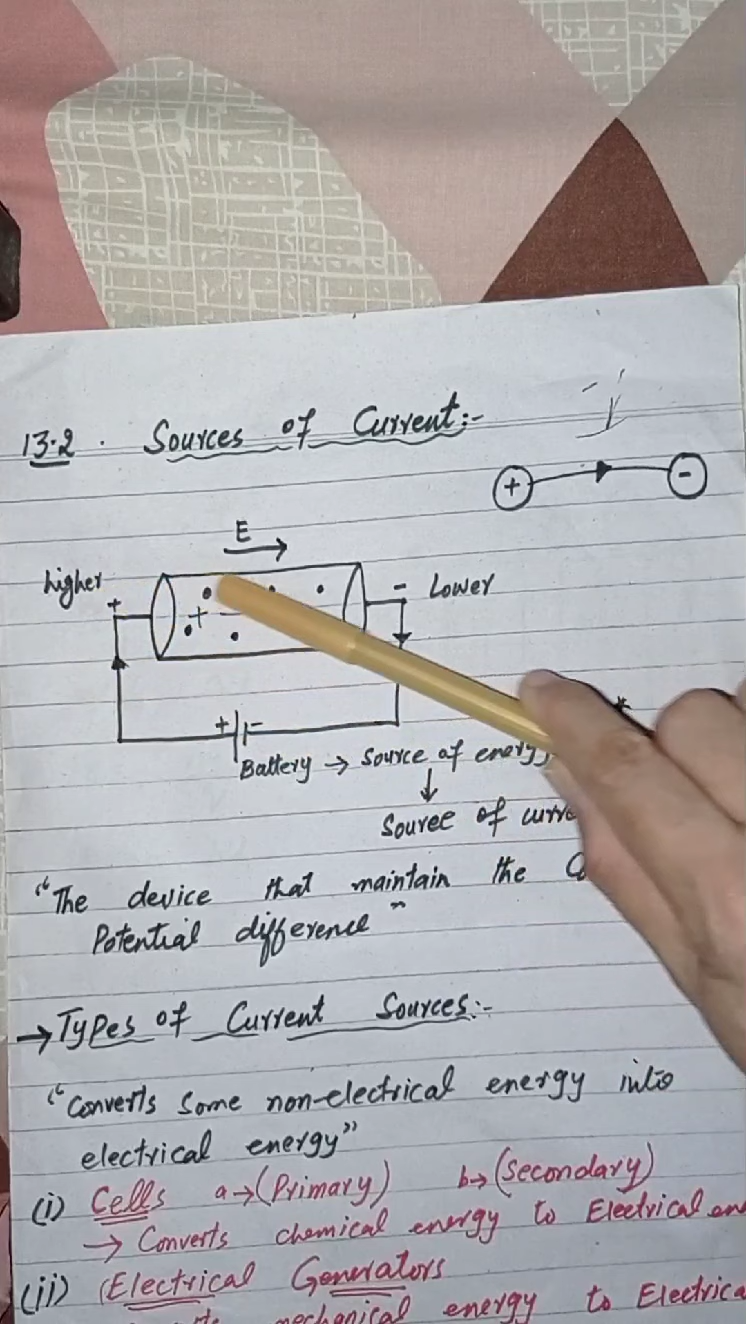 13.2 . Sources of Current:-
+ -
E
higher + - Lower
+
+ -
Battery → Source of energy
↓
Souree of
"The device that maintain the
Potential difference"
→ Types of Current Sources:-
"Converts Some non-electrical energy into
electrical energy"
(i) Cells a→(Primary) b→(Secondary)
→ Converts chemical energy to Electrical
(ii) (Electrical Generators
mechanical energy to